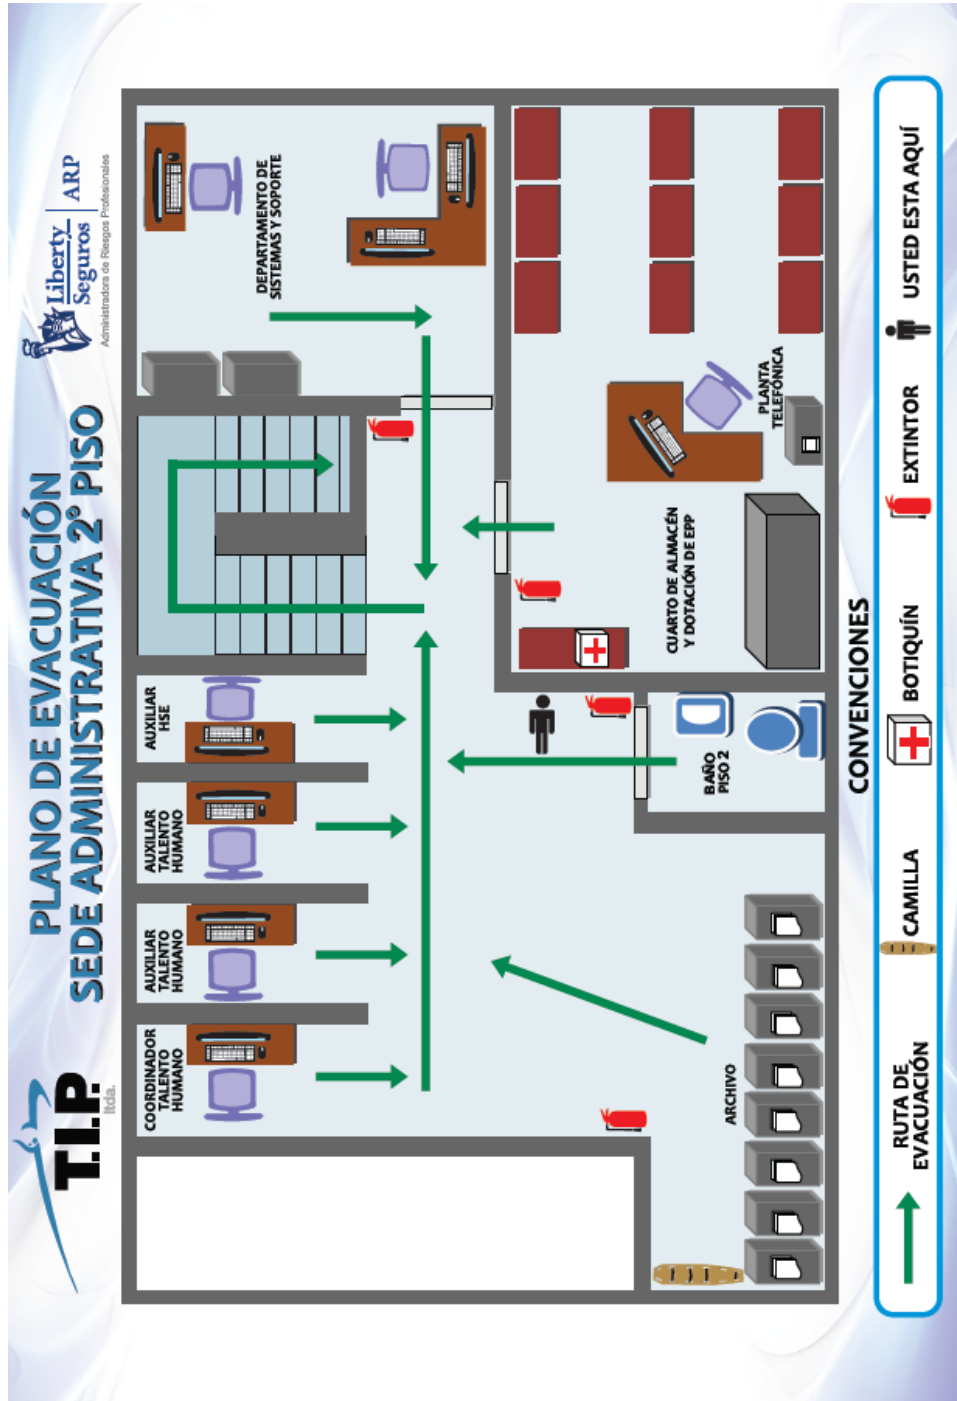 PLANO DE EVACUACIÓN
SEDE ADMINISTRATIVA 2° PISO
T.I.P.
ltda.
Liberty
Seguros
ARP
Administradora de Riesgos Profesionales
COORDINADOR
TALENTO
HUMANO
AUXILIAR
TALENTO
HUMANO
AUXILIAR
TALENTO
HUMANO
AUXILIAR
HSE
DEPARTAMENTO DE
SISTEMAS Y SOPORTE
ARCHIVO
BAÑO
PISO 2
CUARTO DE ALMACÉN
Y DOTACIÓN DE EPP
PLANTA
TELEFÓNICA
CONVENCIONES
RUTA DE
EVACUACIÓN
CAMILLA
BOTIQUÍN
EXTINTOR
USTED ESTA AQUÍ